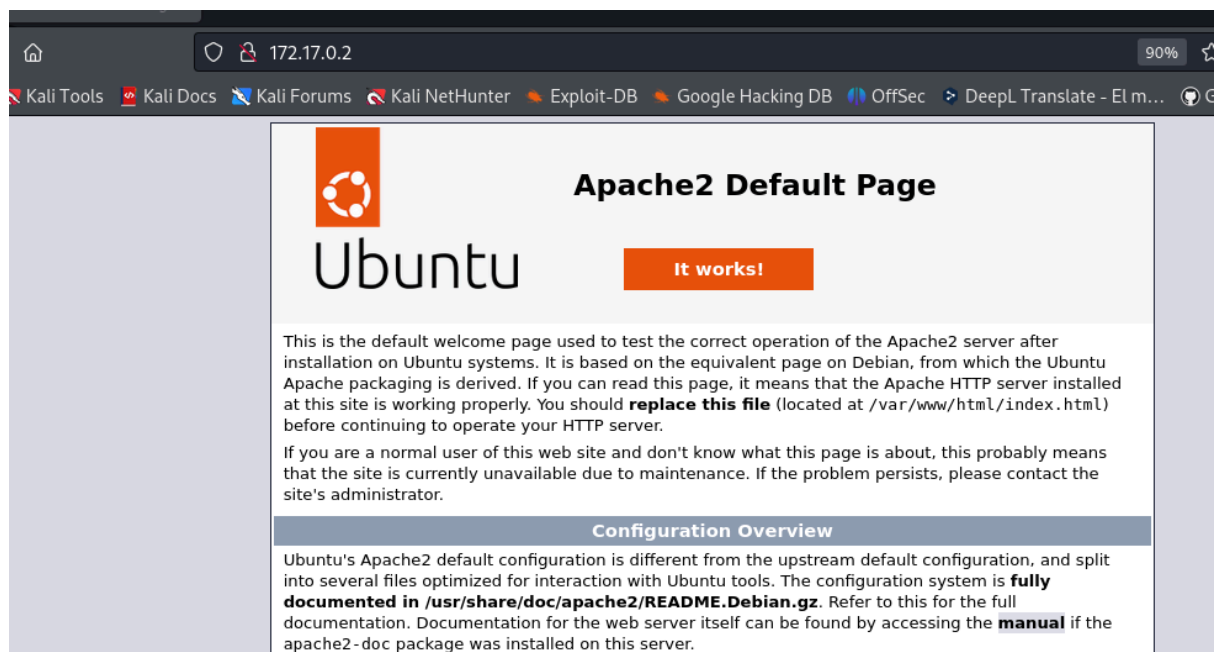 172.17.0.2
90%
Kali Tools
Kali Docs
Kali Forums
Kali NetHunter
Exploit-DB
Google Hacking DB
OffSec
DeepL Translate - El m...
Ubuntu
Apache2 Default Page
It works!
This is the default welcome page used to test the correct operation of the Apache2 server after
installation on Ubuntu systems. It is based on the equivalent page on Debian, from which the Ubuntu
Apache packaging is derived. If you can read this page, it means that the Apache HTTP server installed
at this site is working properly. You should replace this file (located at /var/www/html/index.html)
before continuing to operate your HTTP server.
If you are a normal user of this web site and don't know what this page is about, this probably means
that the site is currently unavailable due to maintenance. If the problem persists, please contact the
site's administrator.
Configuration Overview
Ubuntu's Apache2 default configuration is different from the upstream default configuration, and split
into several files optimized for interaction with Ubuntu tools. The configuration system is fully
documented in /usr/share/doc/apache2/README.Debian.gz. Refer to this for the full
documentation. Documentation for the web server itself can be found by accessing the manual if the
apache2-doc package was installed on this server.